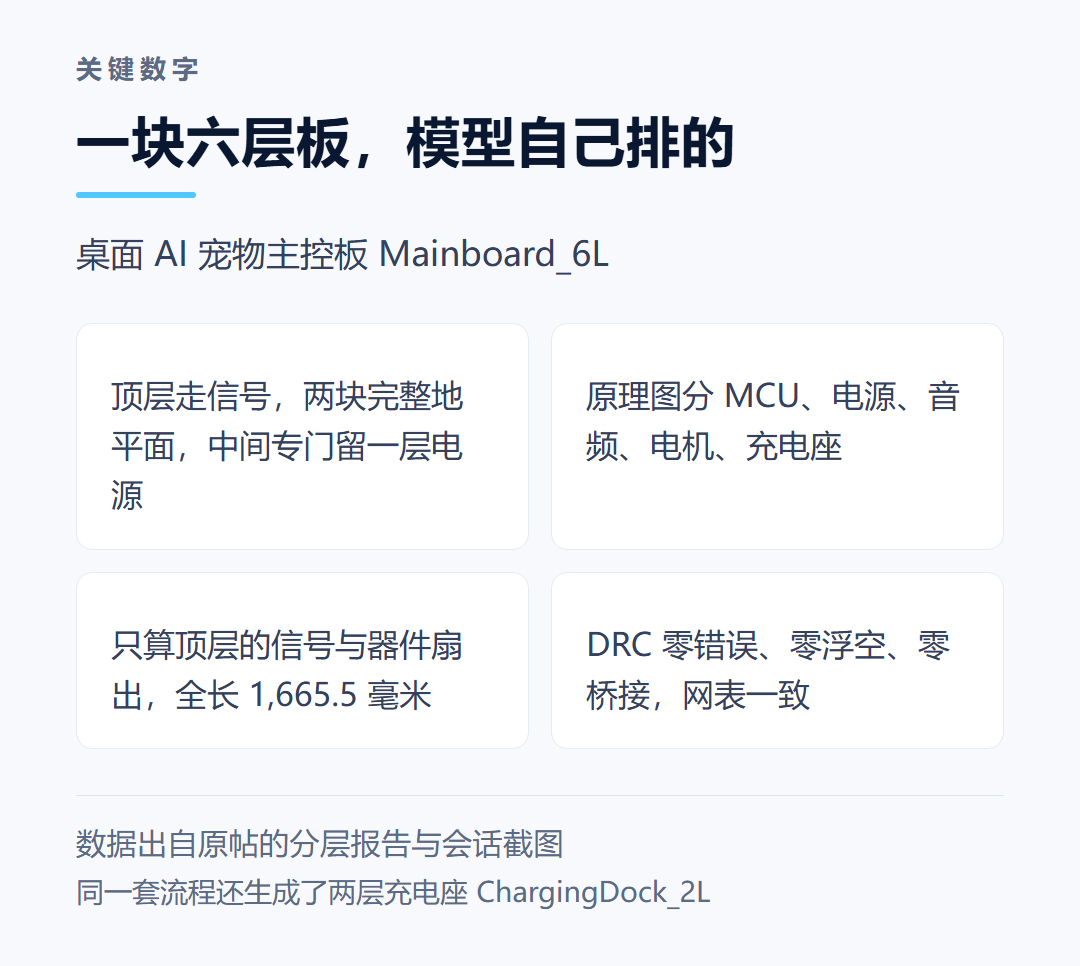 关键数字
一块六层板，模型自己排的
桌面 AI 宠物主控板 Mainboard_6L
顶层走信号，两块完整地
平面，中间专门留一层电
源
原理图分 MCU、电源、音
频、电机、充电座
只算顶层的信号与器件扇
出，全长 1,665.5 毫米
DRC 零错误、零浮空、零
桥接，网表一致
数据出自原帖的分层报告与会话截图
同一套流程还生成了两层充电座 ChargingDock_2L